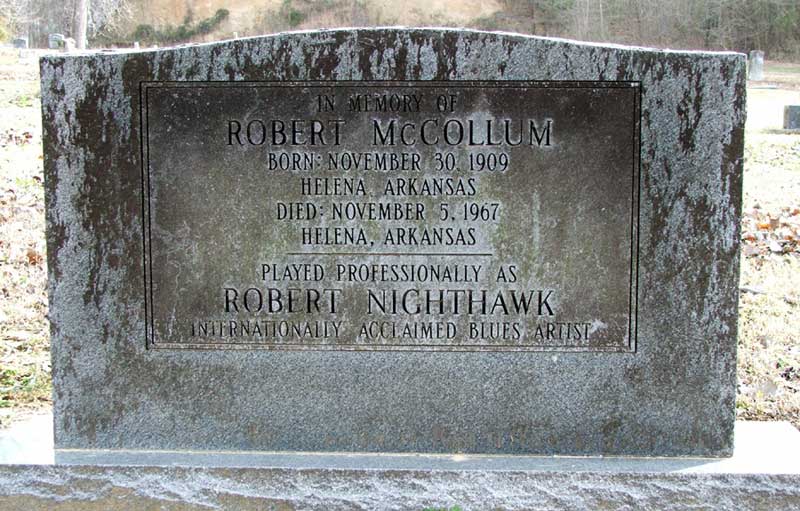 IN MEMORY OF
ROBERT McCOLLUM
BORN: NOVEMBER 30, 1909
HELENA, ARKANSAS
DIED: NOVEMBER 5, 1967
HELENA, ARKANSAS
PLAYED PROFESSIONALLY AS
ROBERT NIGHTHAWK
INTERNATIONALLY ACCLAIMED BLUES ARTIST